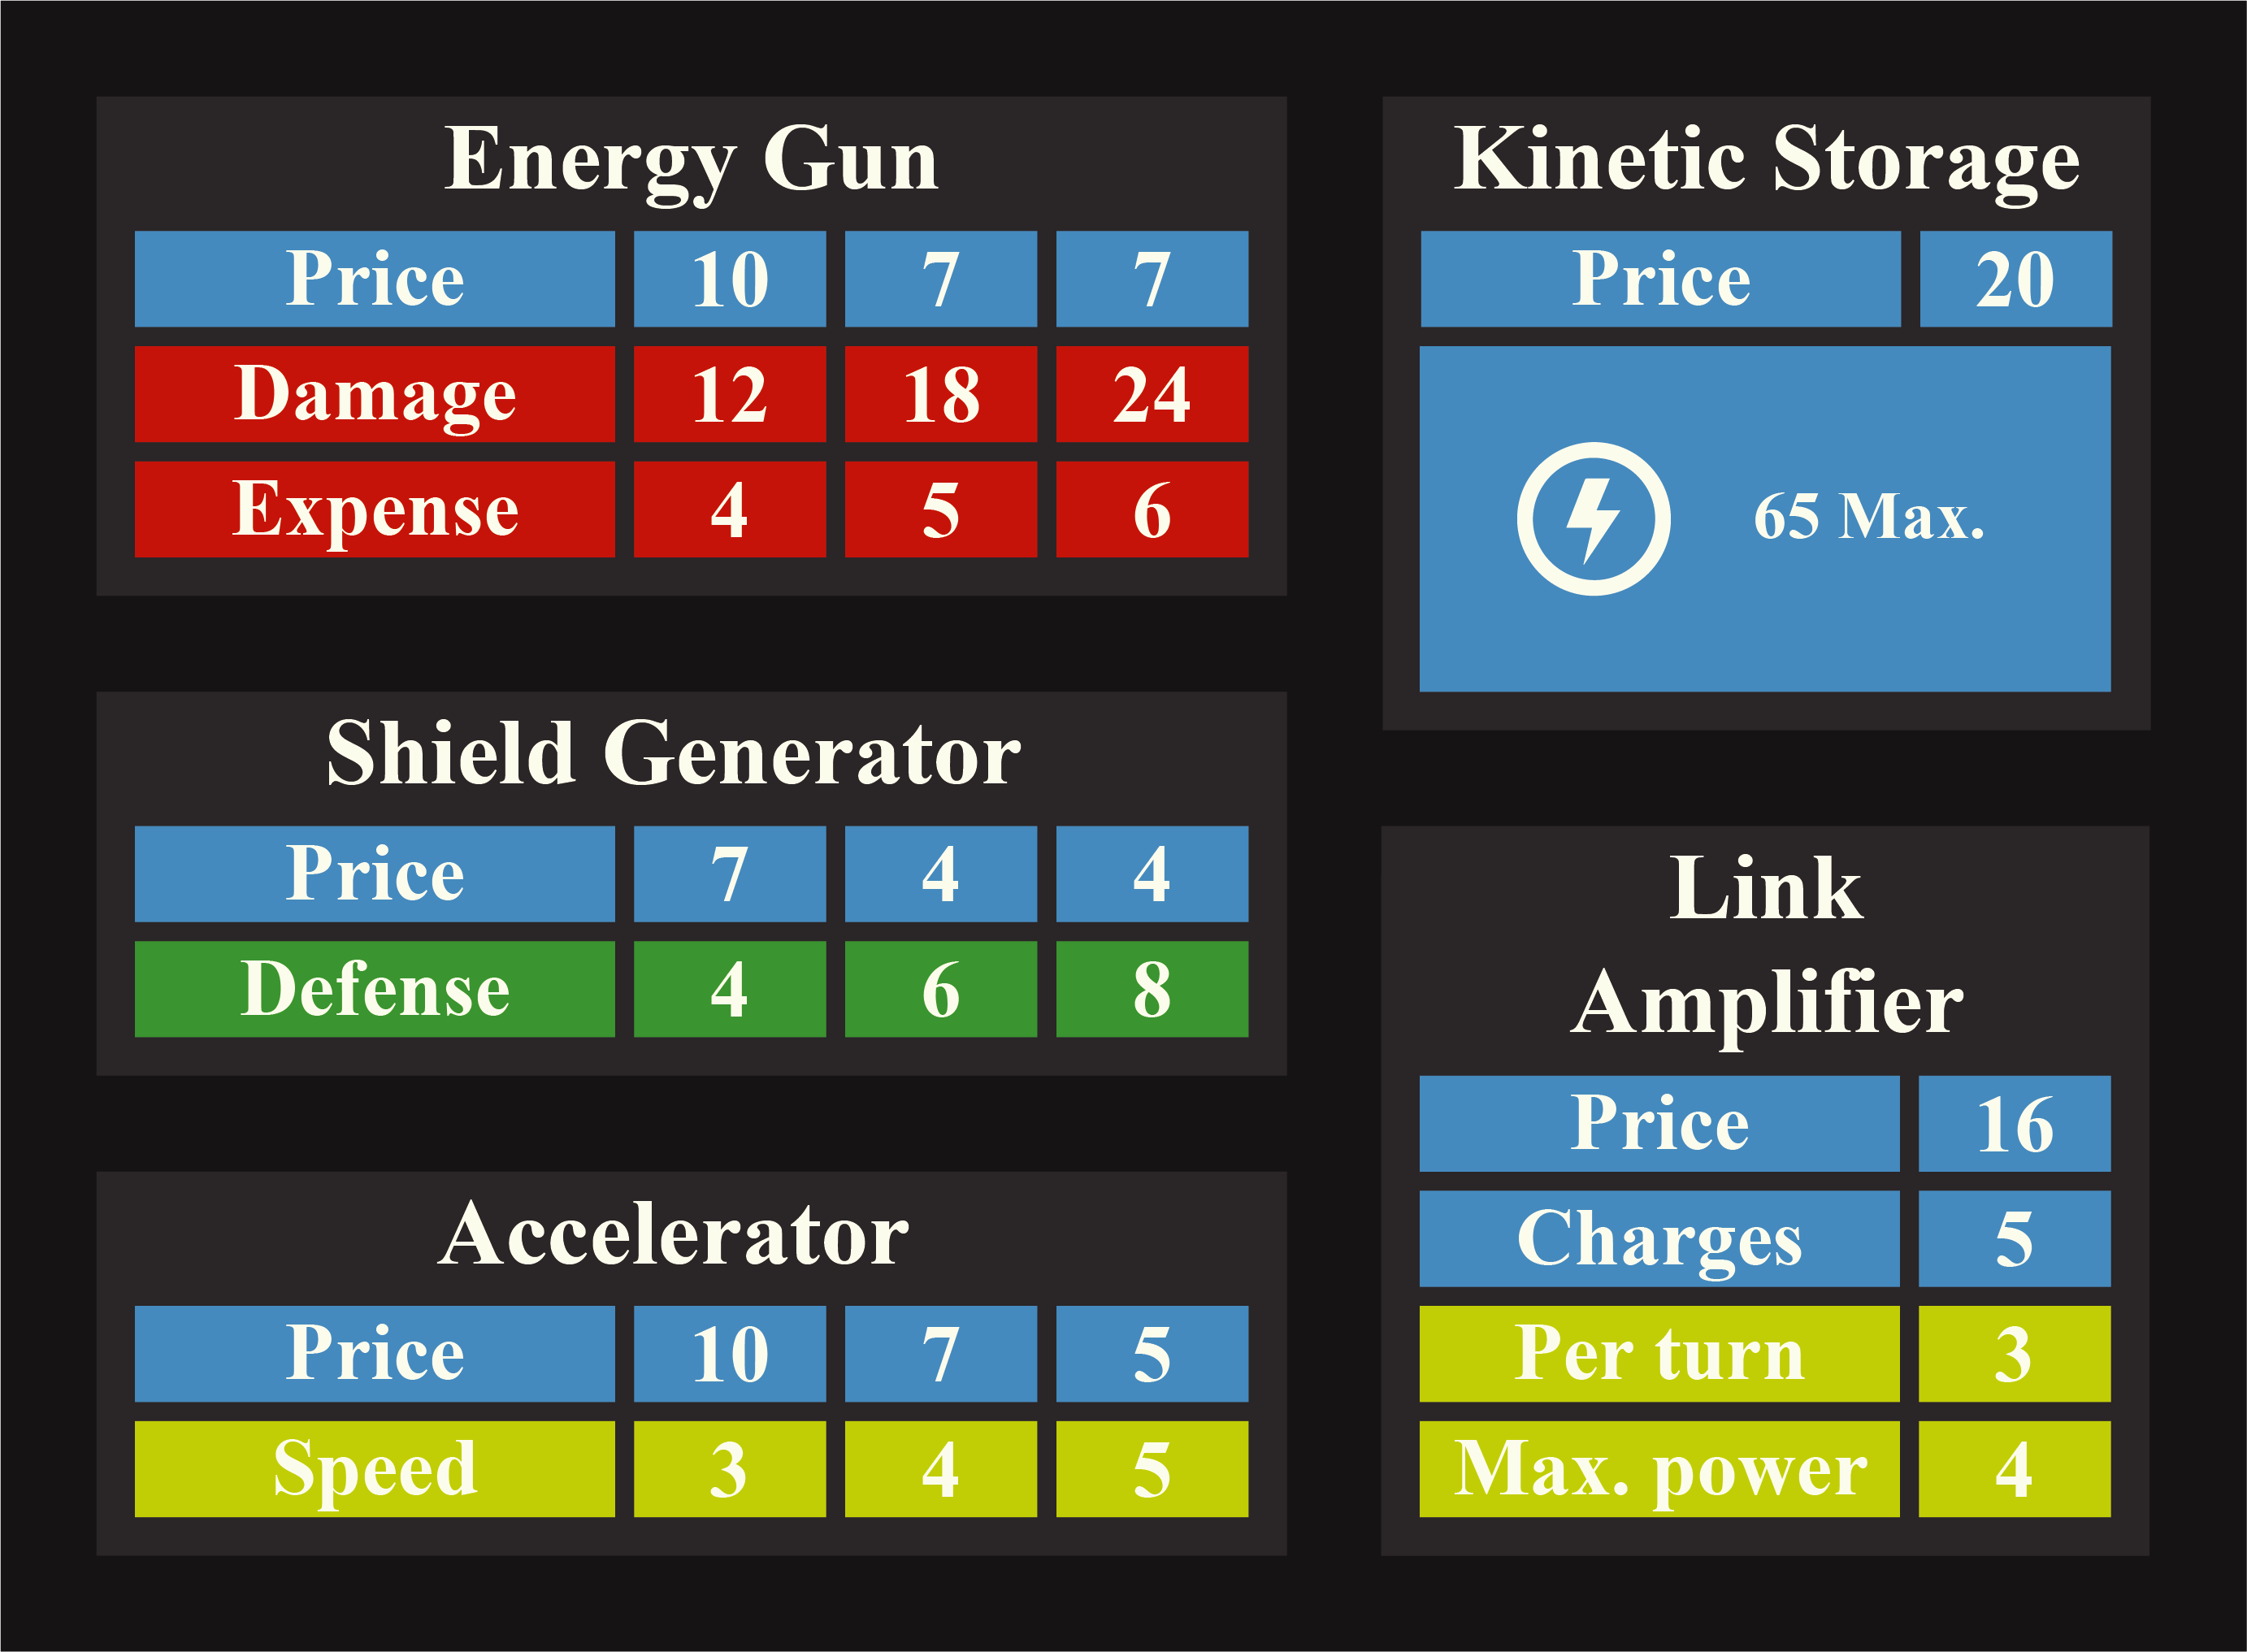 Energy Gun
Price 10 7 7
Damage 12 18 24
Expense 4 5 6
Shield Generator
Price 7 4 4
Defense 4 6 8
Accelerator
Price 10 7 5
Speed 3 4 5
Kinetic Storage
Price 20
65 Max.
Link
Amplifier
Price 16
Charges 5
Per turn 3
Max. power 4